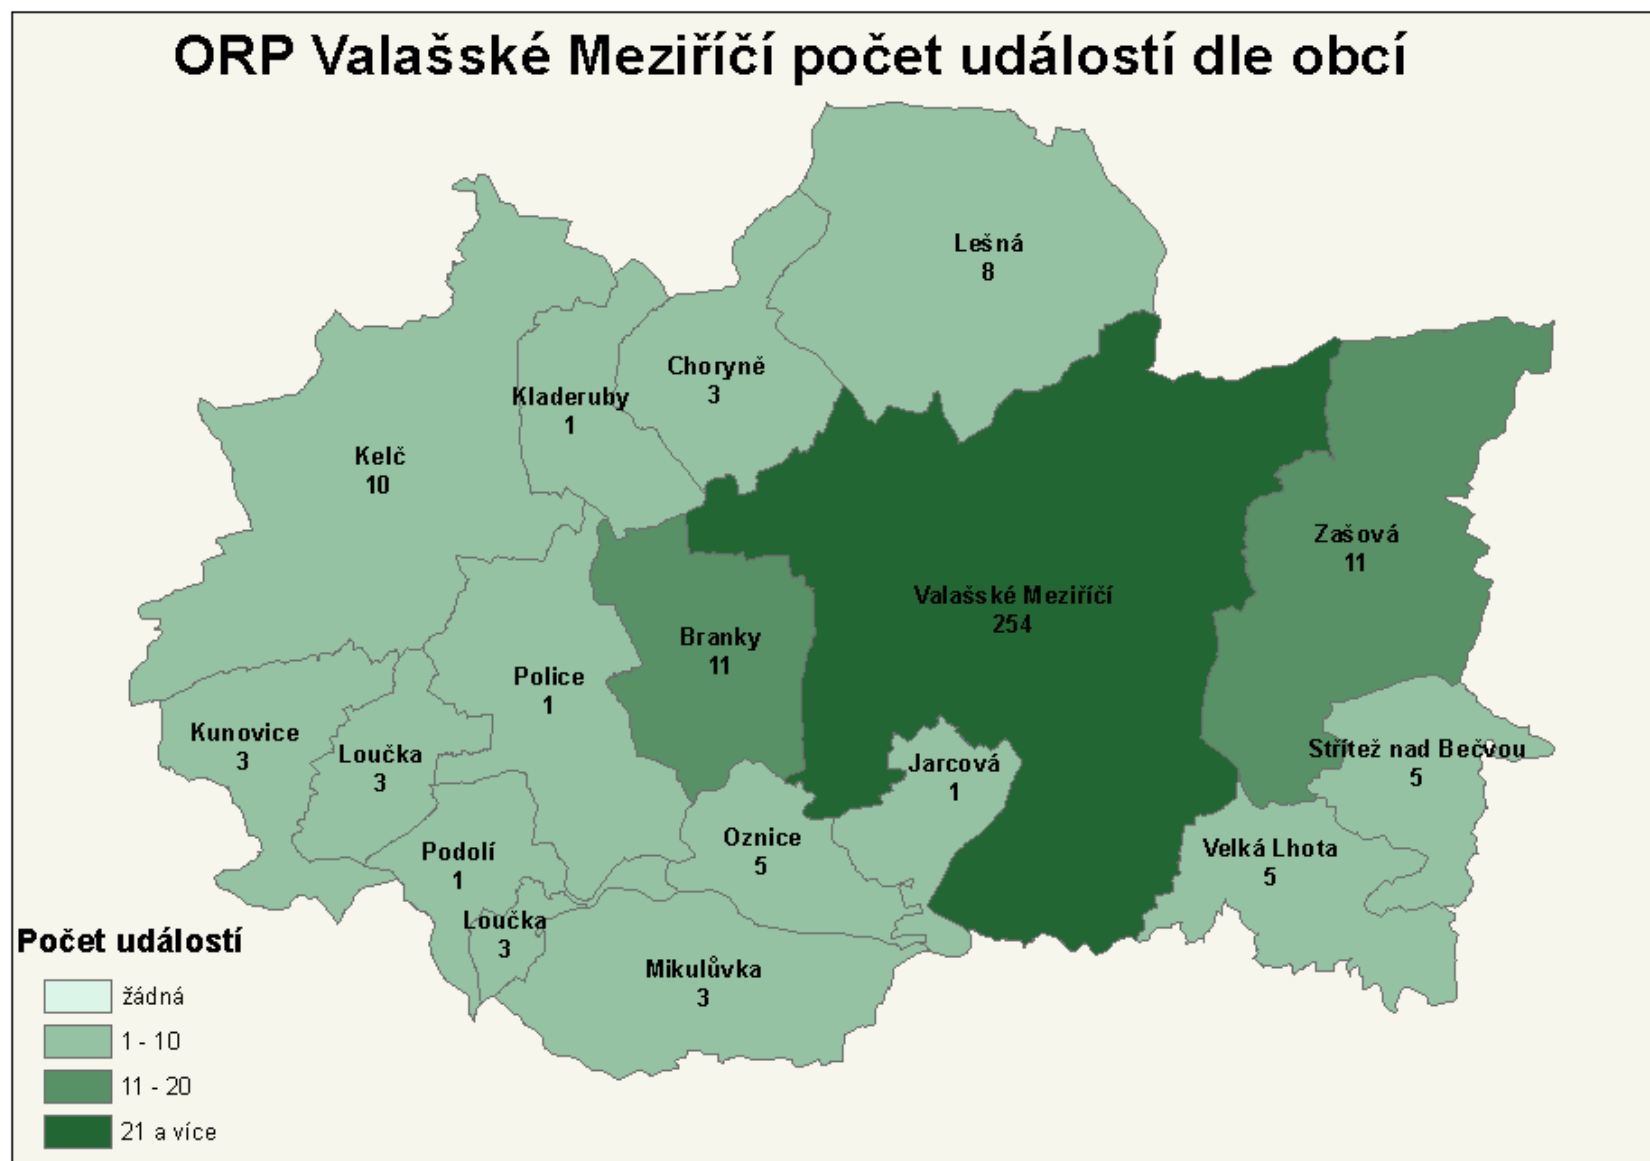 ORP Valašské Meziříčí počet událostí dle obcí
Lešná
8
Choryně
3
Kladeruby
1
Kelč
10
Zašová
11
Valašské Meziříčí
254
Branky
11
Police
1
Kunovice
3
Loučka
3
Jarcová
1
Střítež nad Bečvou
5
Oznice
5
Velká Lhota
5
Podolí
1
Loučka
3
Mikulůvka
3
Počet událostí
žádná
1 - 10
11 - 20
21 a více